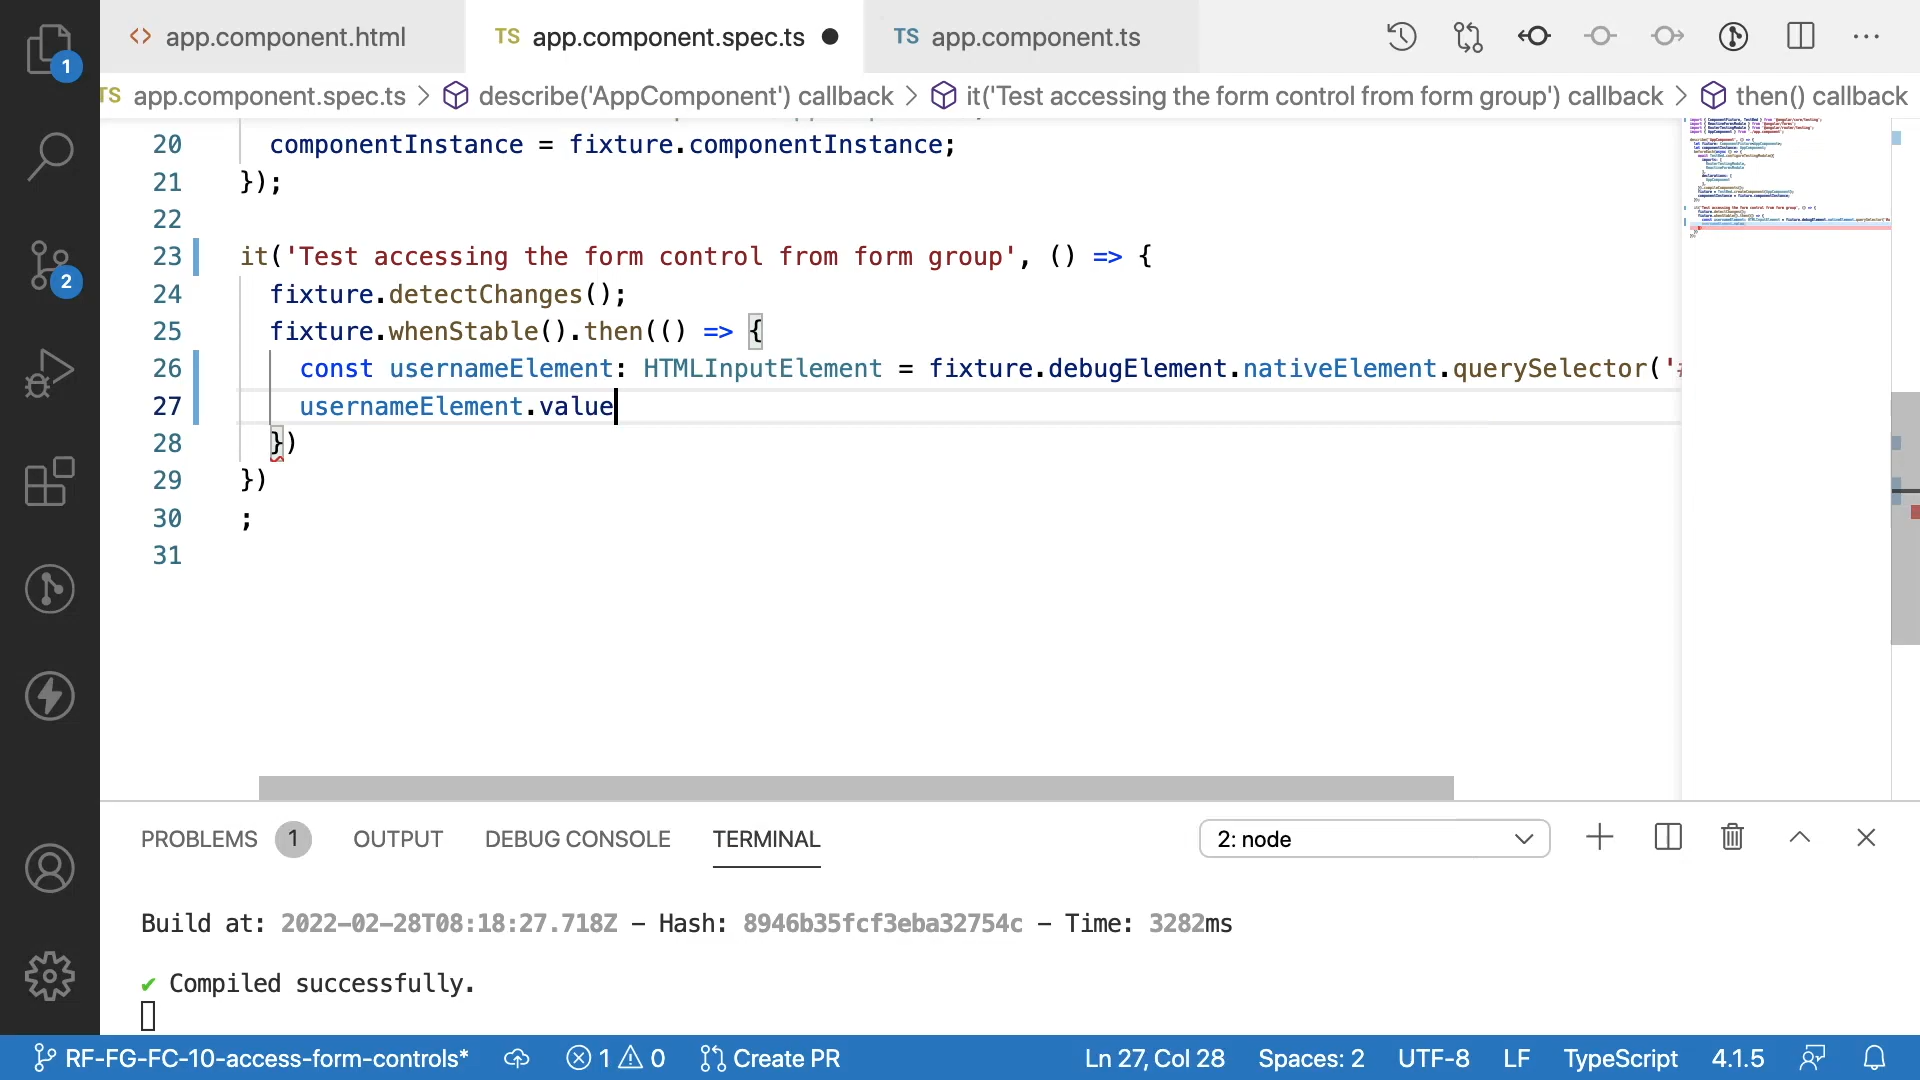 <> app.component.html TS app.component.spec.ts TS app.component.ts
TS app.component.spec.ts > describe('AppComponent') callback > it('Test accessing the form control from form group') callback > then() callback
20 componentInstance = fixture.componentInstance;
21 });
22
23 it('Test accessing the form control from form group', () => {
24 fixture.detectChanges();
25 fixture.whenStable().then(() => {
26 const usernameElement: HTMLInputElement = fixture.debugElement.nativeElement.querySelector('#
27 usernameElement.value
28 })
29 })
30 ;
31
1
2
PROBLEMS 1 OUTPUT DEBUG CONSOLE TERMINAL 2: node
Build at: 2022-02-28T08:18:27.718Z - Hash: 8946b35fcf3eba32754c - Time: 3282ms
✔ Compiled successfully.
RF-FG-FC-10-access-form-controls* 1 0 Create PR Ln 27, Col 28 Spaces: 2 UTF-8 LF TypeScript 4.1.5